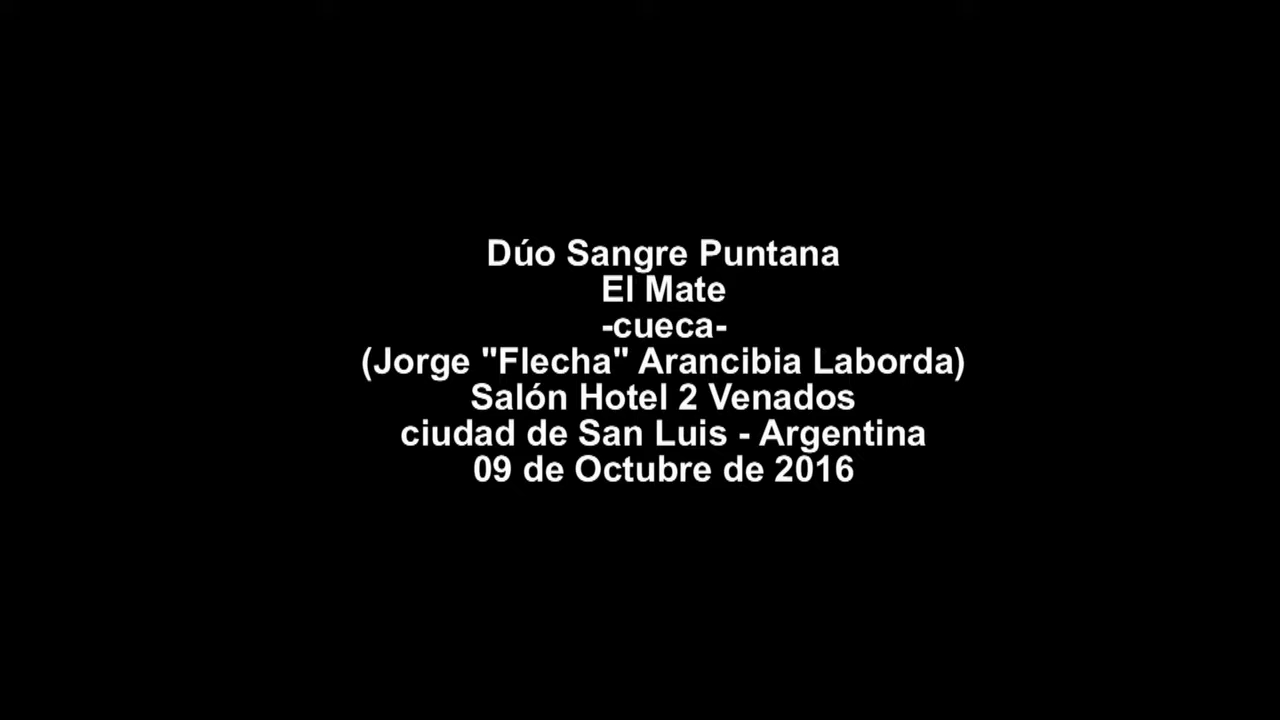 Dúo Sangre Puntana
El Mate
-cueca-
(Jorge "Flecha" Arancibia Laborda)
Salón Hotel 2 Venados
ciudad de San Luis - Argentina
09 de Octubre de 2016